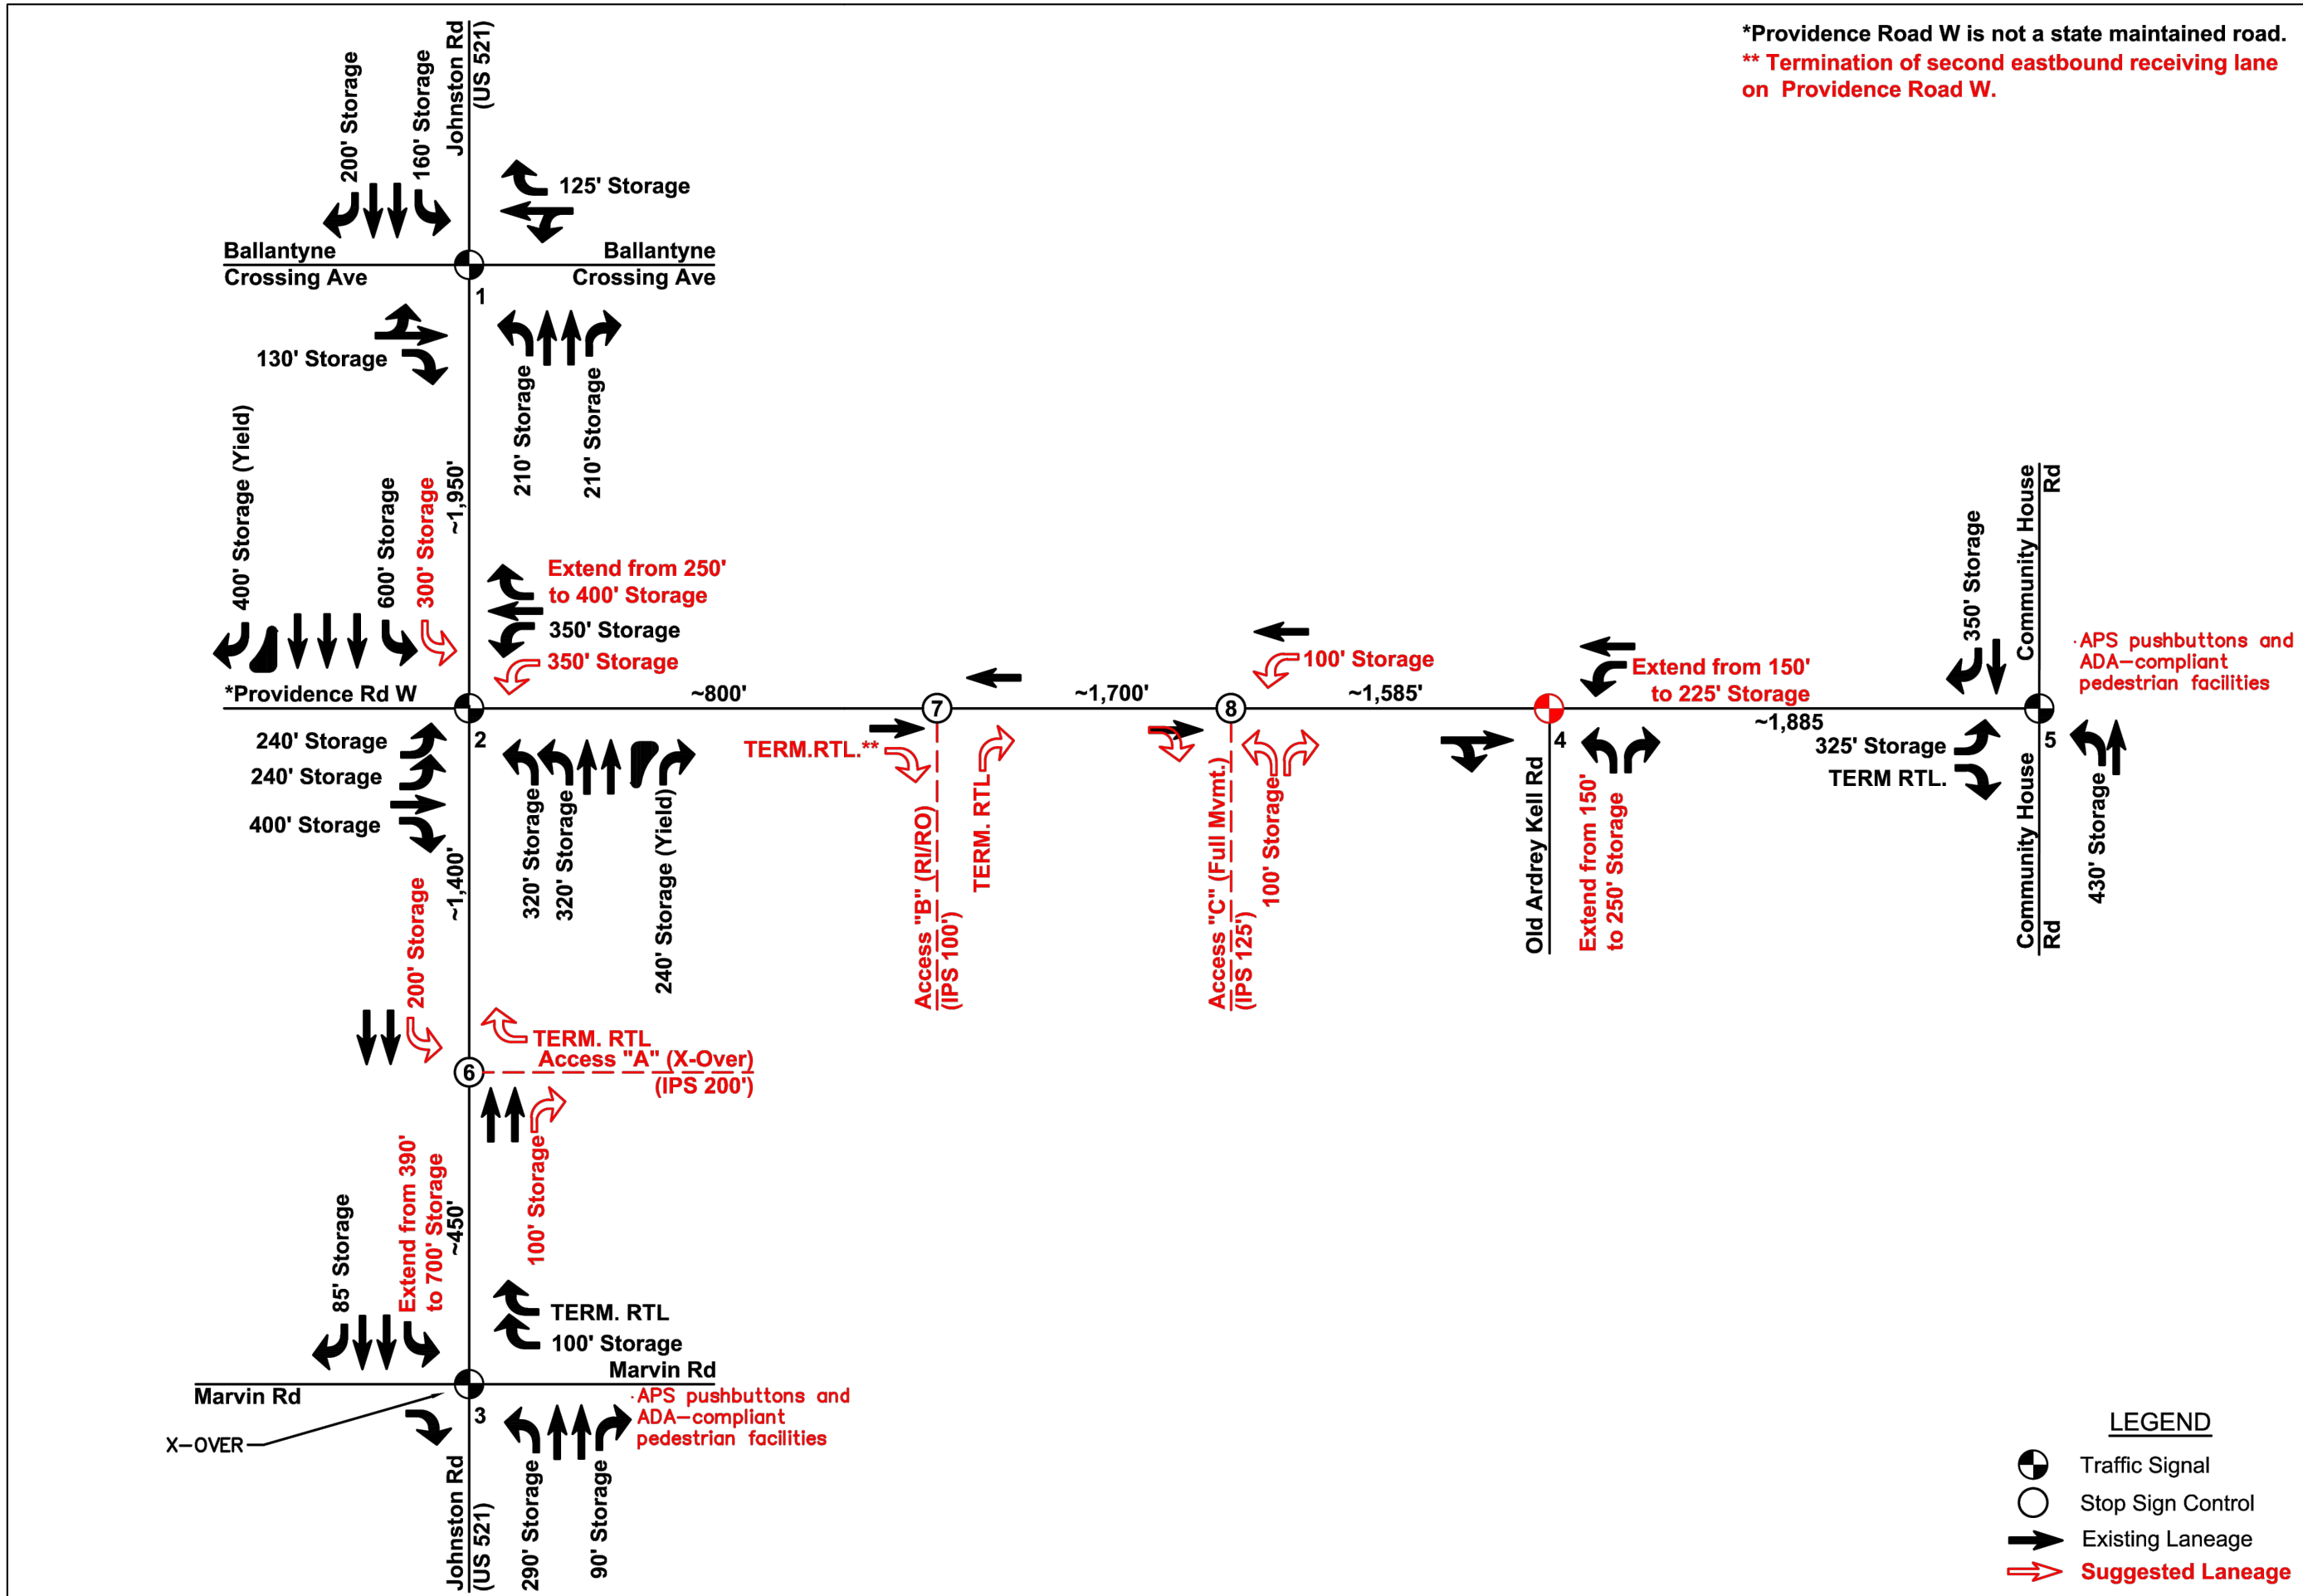 *Providence Road W is not a state maintained road.
** Termination of second eastbound receiving lane
on Providence Road W.
Johnston Rd
(US 521)
200' Storage
160' Storage
125' Storage
Ballantyne
Crossing Ave
Ballantyne
Crossing Ave
1
130' Storage
210' Storage
210' Storage
~1,950'
400' Storage (Yield)
600' Storage
300' Storage
Extend from 250'
to 400' Storage
350' Storage
350' Storage
*Providence Rd W
2
240' Storage
240' Storage
400' Storage
320' Storage
320' Storage
240' Storage (Yield)
~800'
7
TERM.RTL.**
TERM. RTL
Access "B" (RI/RO)
(IPS 100')
~1,700'
8
100' Storage
100' Storage
Access "C" (Full Mvmt.)
(IPS 125')
~1,585'
4
Extend from 150'
to 225' Storage
Extend from 150'
to 250' Storage
Old Ardrey Kell Rd
~1,885
350' Storage
Community House
Rd
·APS pushbuttons and
ADA-compliant
pedestrian facilities
325' Storage
TERM RTL.
5
430' Storage
Community House
Rd
~1,400'
200' Storage
TERM. RTL
Access "A" (X-Over)
(IPS 200')
6
100' Storage
~450'
85' Storage
Extend from 390'
to 700' Storage
TERM. RTL
100' Storage
Marvin Rd
Marvin Rd
3
·APS pushbuttons and
ADA-compliant
pedestrian facilities
X-OVER
290' Storage
90' Storage
Johnston Rd
(US 521)
LEGEND
Traffic Signal
Stop Sign Control
Existing Laneage
Suggested Laneage